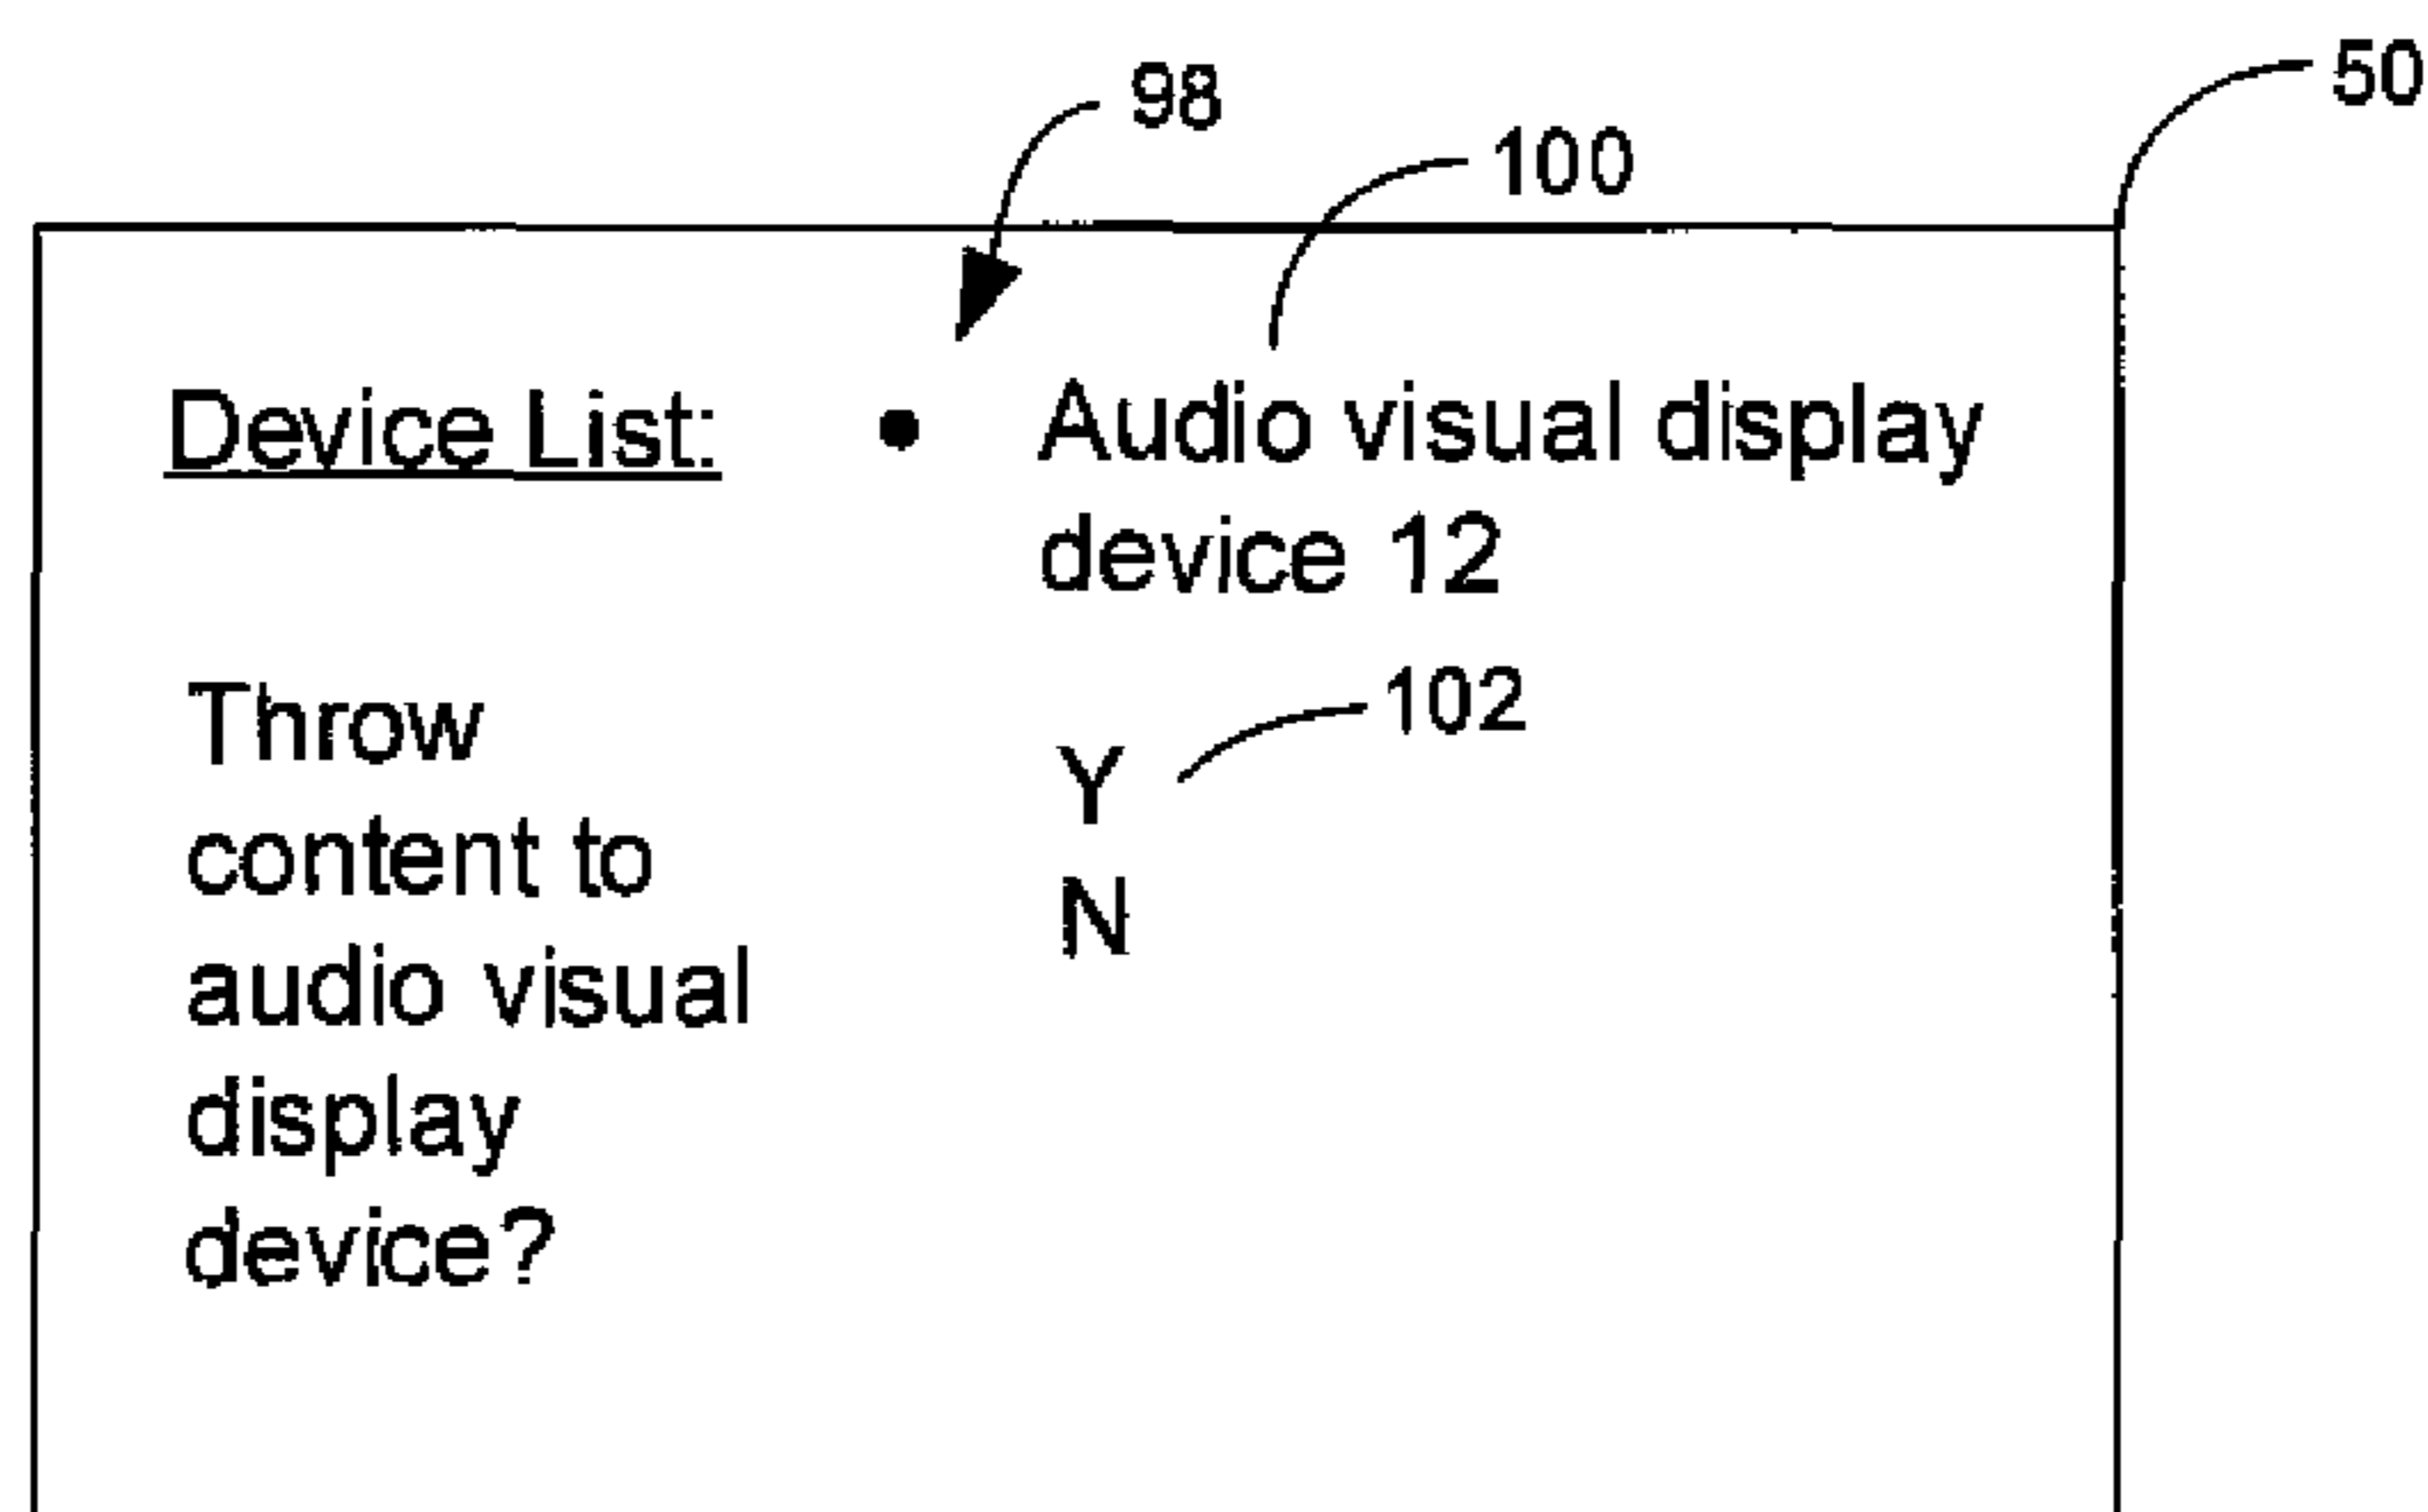 50
98
100
Device List: • Audio visual display
device 12
102
Throw
Y
content to
N
audio visual
display
device?